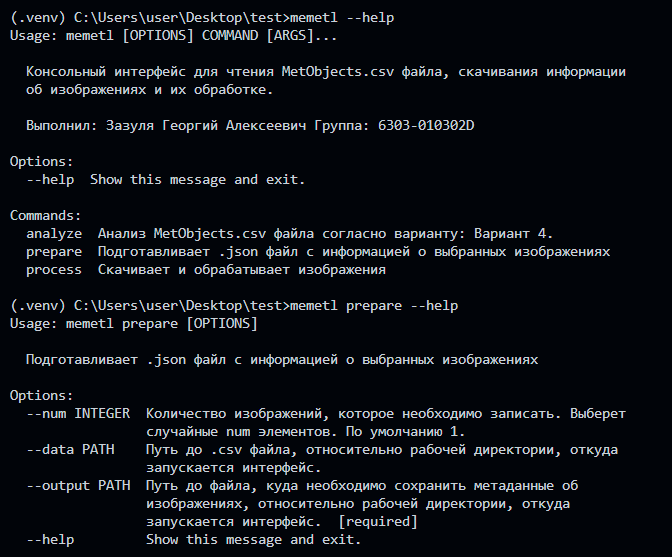 (.venv) C:\Users\user\Desktop\test>memetl --help
Usage: memetl [OPTIONS] COMMAND [ARGS]...
Консольный интерфейс для чтения MetObjects.csv файла, скачивания информации
об изображениях и их обработке.
Выполнил: Зазуля Георгий Алексеевич Группа: 6303-010302D
Options:
--help  Show this message and exit.
Commands:
analyze  Анализ MetObjects.csv файла согласно варианту: Вариант 4.
prepare  Подготавливает .json файл с информацией о выбранных изображениях
process  Скачивает и обрабатывает изображения
(.venv) C:\Users\user\Desktop\test>memetl prepare --help
Usage: memetl prepare [OPTIONS]
Подготавливает .json файл с информацией о выбранных изображениях
Options:
--num INTEGER  Количество изображений, которое необходимо записать. Выберет
случайные num элементов. По умолчанию 1.
--data PATH    Путь до .csv файла, относительно рабочей директории, откуда
запускается интерфейс.
--output PATH  Путь до файла, куда необходимо сохранить метаданные об
изображениях, относительно рабочей директории, откуда
запускается интерфейс.  [required]
--help         Show this message and exit.